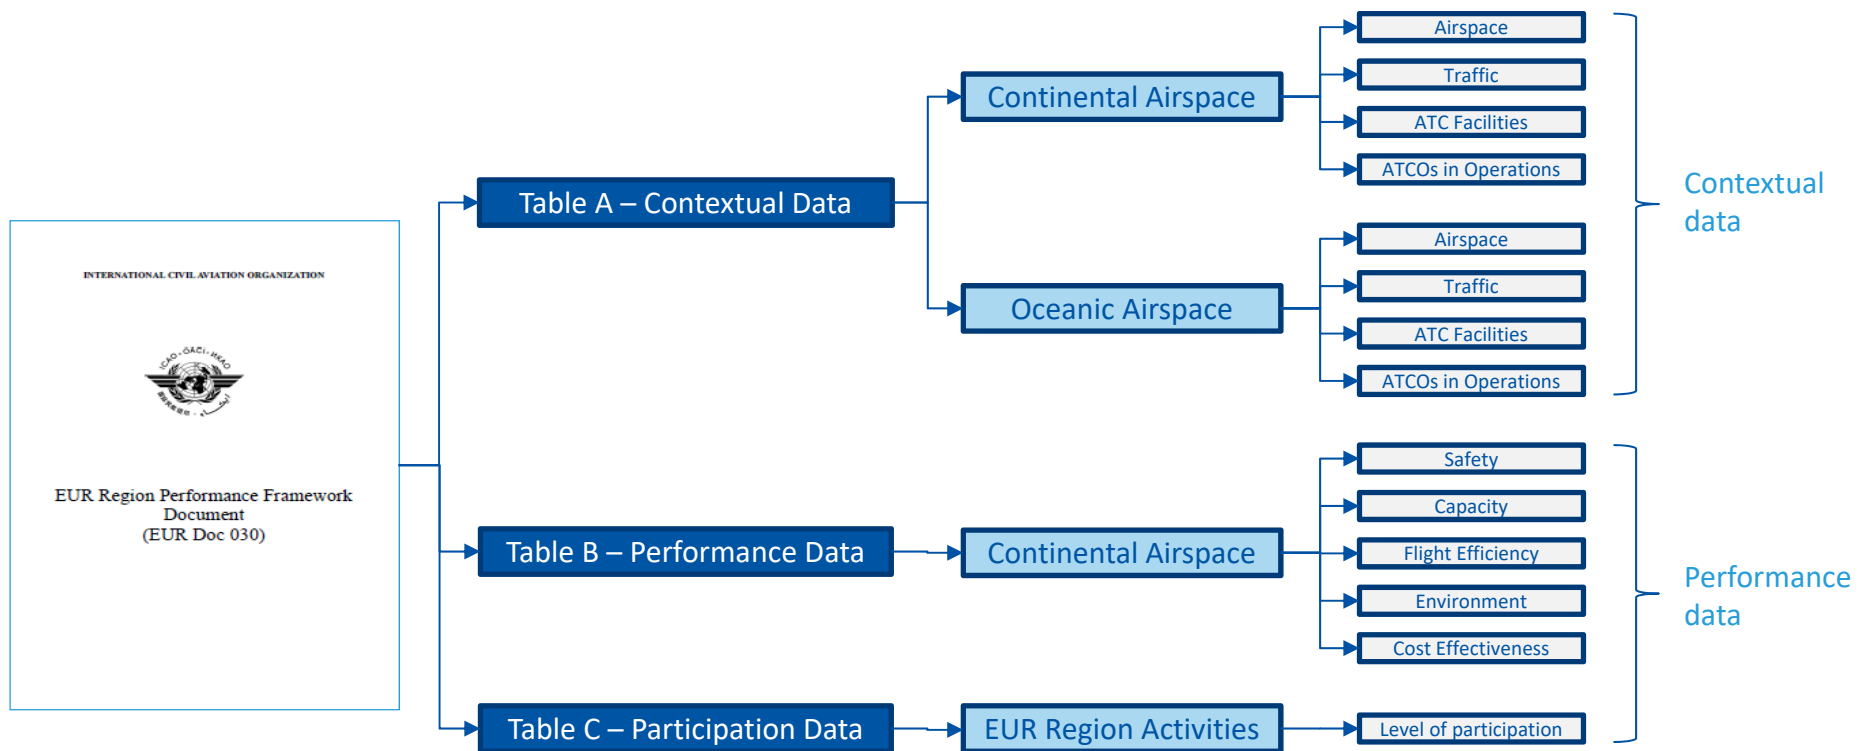 INTERNATIONAL CIVIL AVIATION ORGANIZATION
ICAO · OACI · ИКАО
EUR Region Performance Framework
Document
(EUR Doc 030)
Table A – Contextual Data
Continental Airspace
Airspace
Traffic
ATC Facilities
ATCOs in Operations
Oceanic Airspace
Airspace
Traffic
ATC Facilities
ATCOs in Operations
Contextual
data
Table B – Performance Data
Continental Airspace
Safety
Capacity
Flight Efficiency
Environment
Cost Effectiveness
Table C – Participation Data
EUR Region Activities
Level of participation
Performance
data